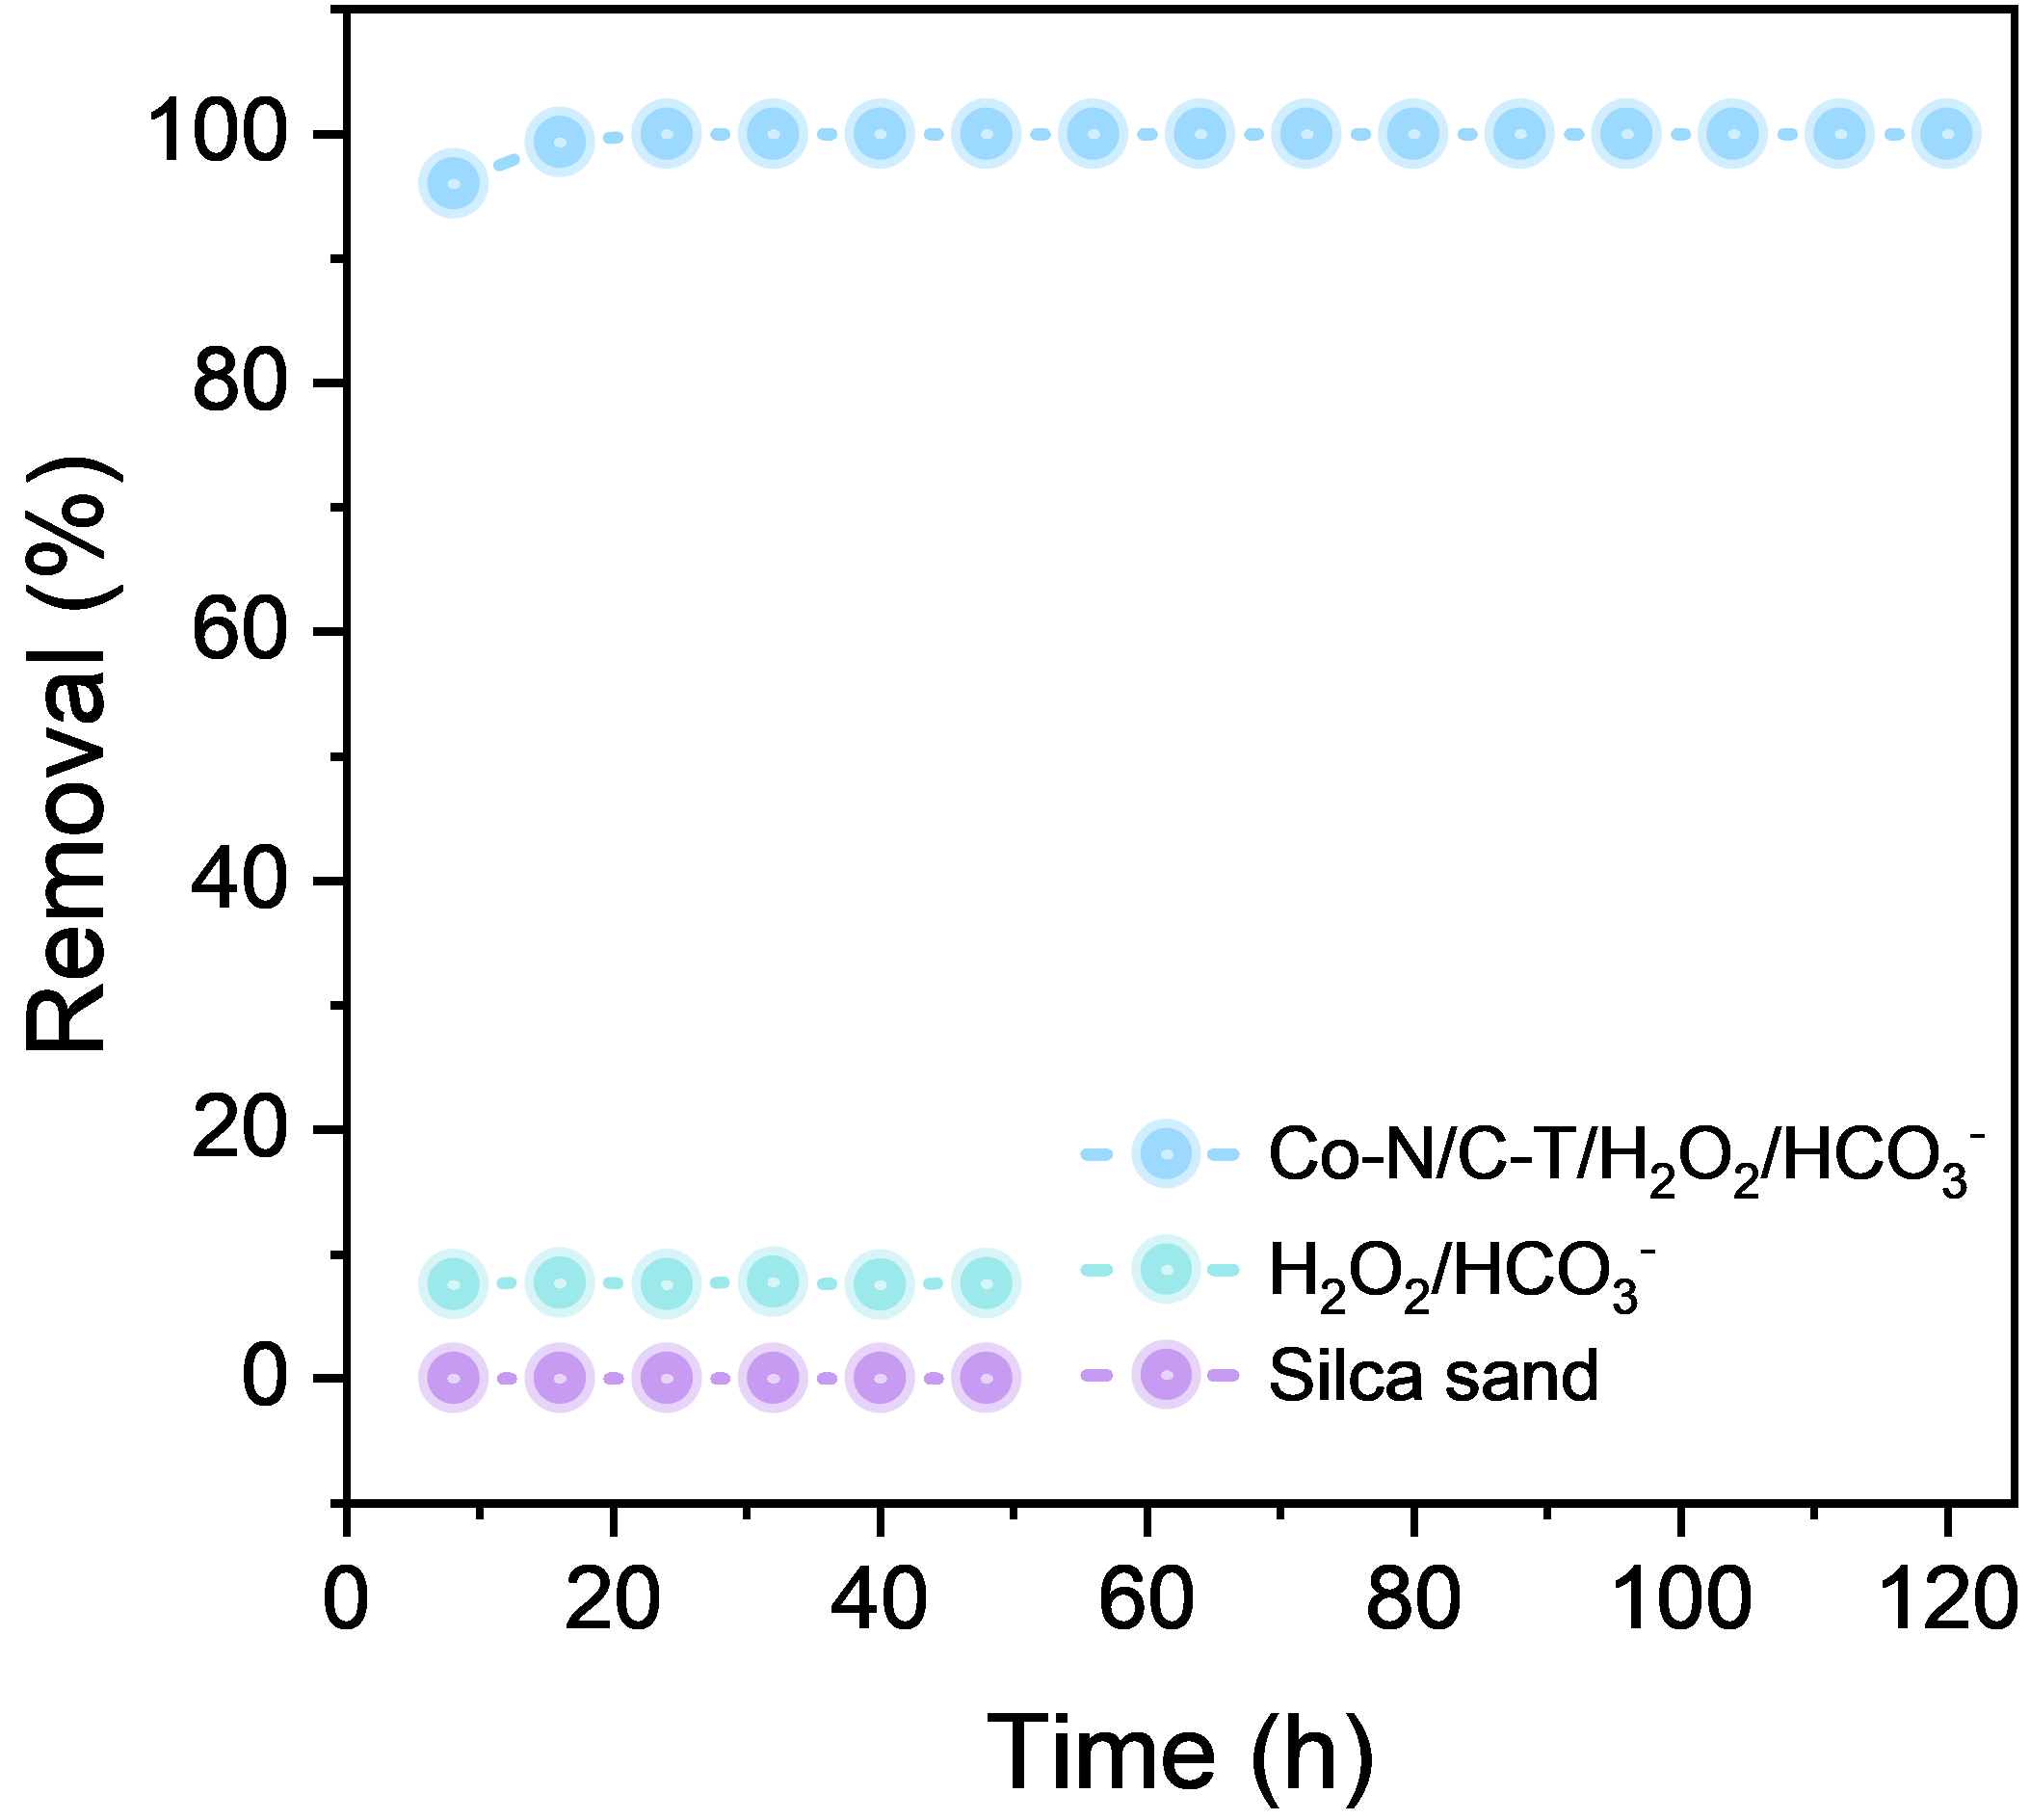 Removal (%)
100
80
60
40
20
0
Co-N/C-T/H₂O₂/HCO₃⁻
H₂O₂/HCO₃⁻
Silca sand
0 20 40 60 80 100 120
Time (h)